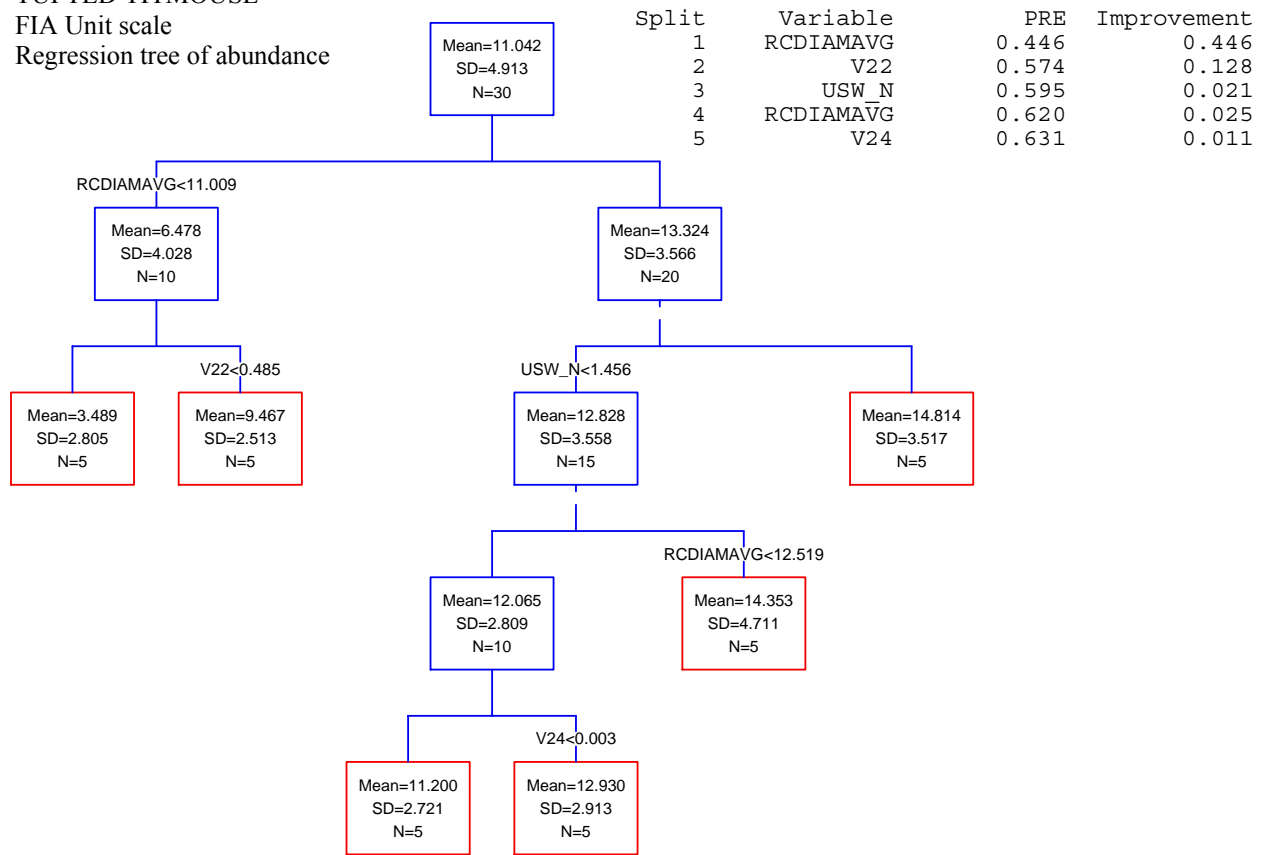 FIA Unit scale
Regression tree of abundance
Split Variable PRE Improvement
1 RCDIAMAVG 0.446 0.446
2 V22 0.574 0.128
3 USW_N 0.595 0.021
4 RCDIAMAVG 0.620 0.025
5 V24 0.631 0.011
Mean=11.042
SD=4.913
N=30
RCDIAMAVG<11.009
Mean=6.478
SD=4.028
N=10
Mean=13.324
SD=3.566
N=20
V22<0.485
USW_N<1.456
Mean=3.489
SD=2.805
N=5
Mean=9.467
SD=2.513
N=5
Mean=12.828
SD=3.558
N=15
Mean=14.814
SD=3.517
N=5
RCDIAMAVG<12.519
Mean=12.065
SD=2.809
N=10
Mean=14.353
SD=4.711
N=5
V24<0.003
Mean=11.200
SD=2.721
N=5
Mean=12.930
SD=2.913
N=5